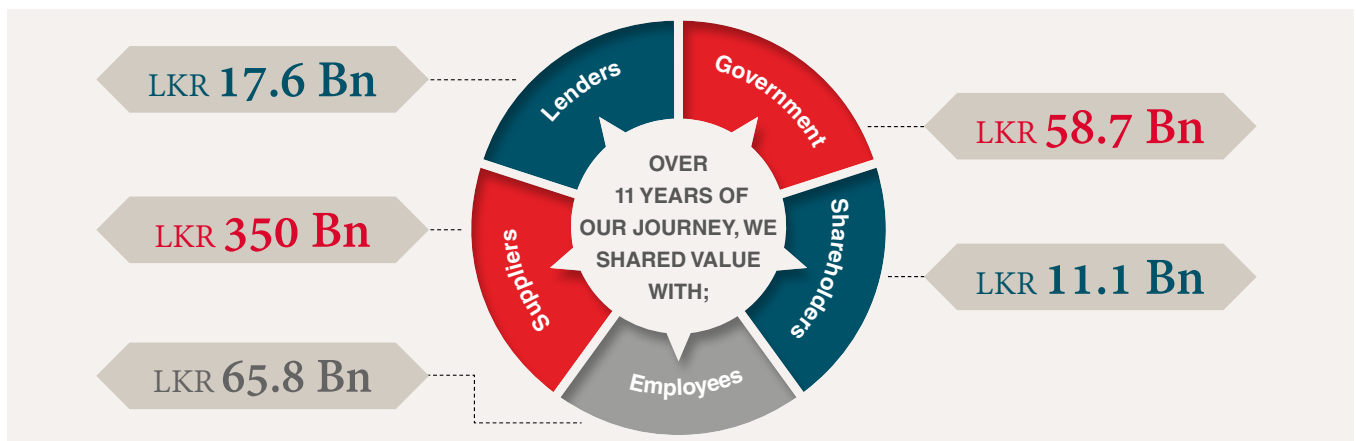 LKR 17.6 Bn
Lenders
Government
LKR 58.7 Bn
OVER
11 YEARS OF
OUR JOURNEY, WE
SHARED VALUE
WITH;
LKR 350 Bn
Suppliers
Shareholders
LKR 11.1 Bn
LKR 65.8 Bn
Employees